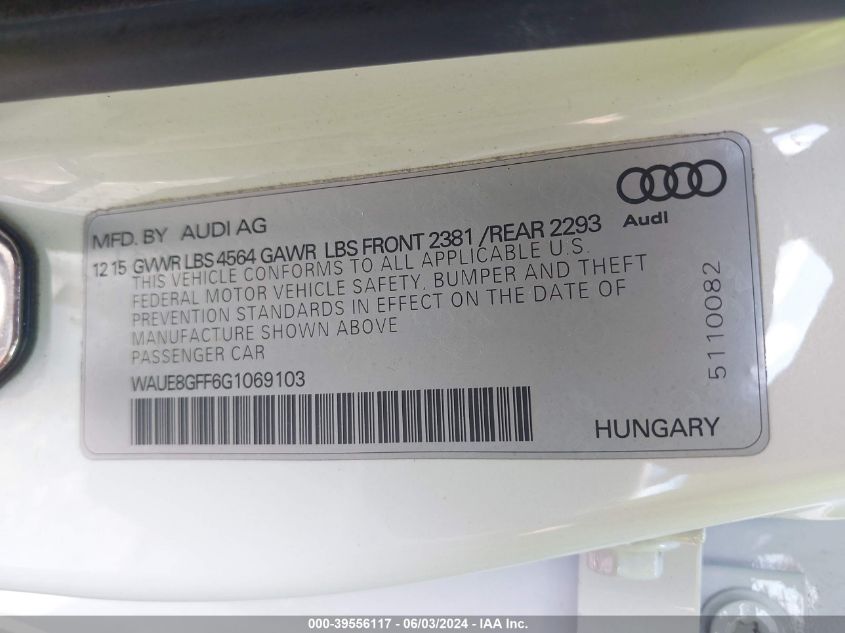 Audi
MFD. BY AUDI AG
12 15 GVWR LBS 4564 GAWR LBS FRONT 2381 /REAR 2293
THIS VEHICLE CONFORMS TO ALL APPLICABLE U.S.
FEDERAL MOTOR VEHICLE SAFETY, BUMPER AND THEFT
PREVENTION STANDARDS IN EFFECT ON THE DATE OF
MANUFACTURE SHOWN ABOVE
PASSENGER CAR
WAUE8GFF6G1069103
HUNGARY
5110082
000-39556117 - 06/03/2024 - IAA Inc.